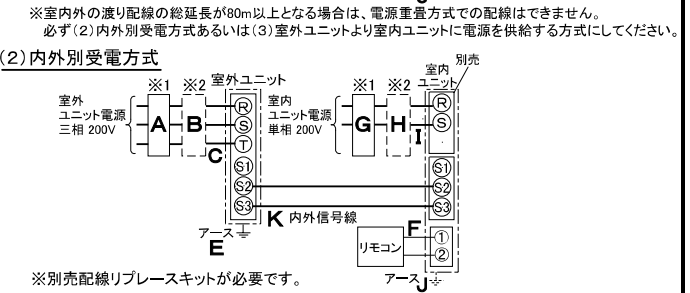 ※室内外の渡り配線の総延長が80m以上となる場合は、電源重畳方式での配線はできません。
必ず(2)内外別受電方式あるいは(3)室外ユニットより室内ユニットに電源を供給する方式にしてください。
(2)内外別受電方式
別売
※1 ※2 室外ユニット ※1 ※2 室内
ユニット
室外
ユニット電源
三相 200V
A B C
R
S
T
S1
S2
S3
室内
ユニット電源
単相 200V
G H I
R
S
S1
S2
S3
K 内外信号線
アース
E
リモコン
F
1
2
アース J
※別売配線リプレースキットが必要です。